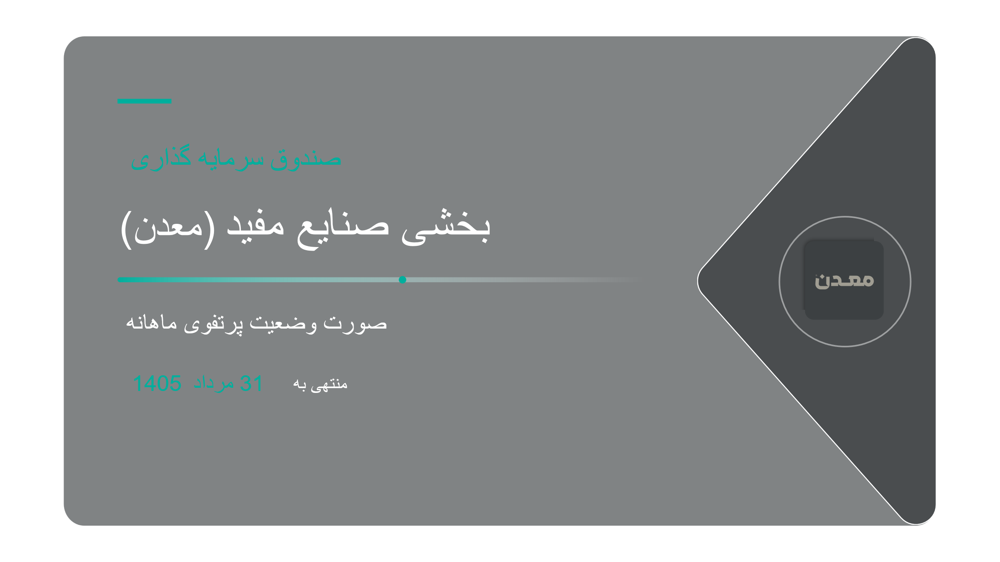 صندوق سرمایه گذاری
بخشی صنایع مفید (معدن)
صورت وضعیت پرتفوی ماهانه
منتهی به 31 مرداد 1405
معدن